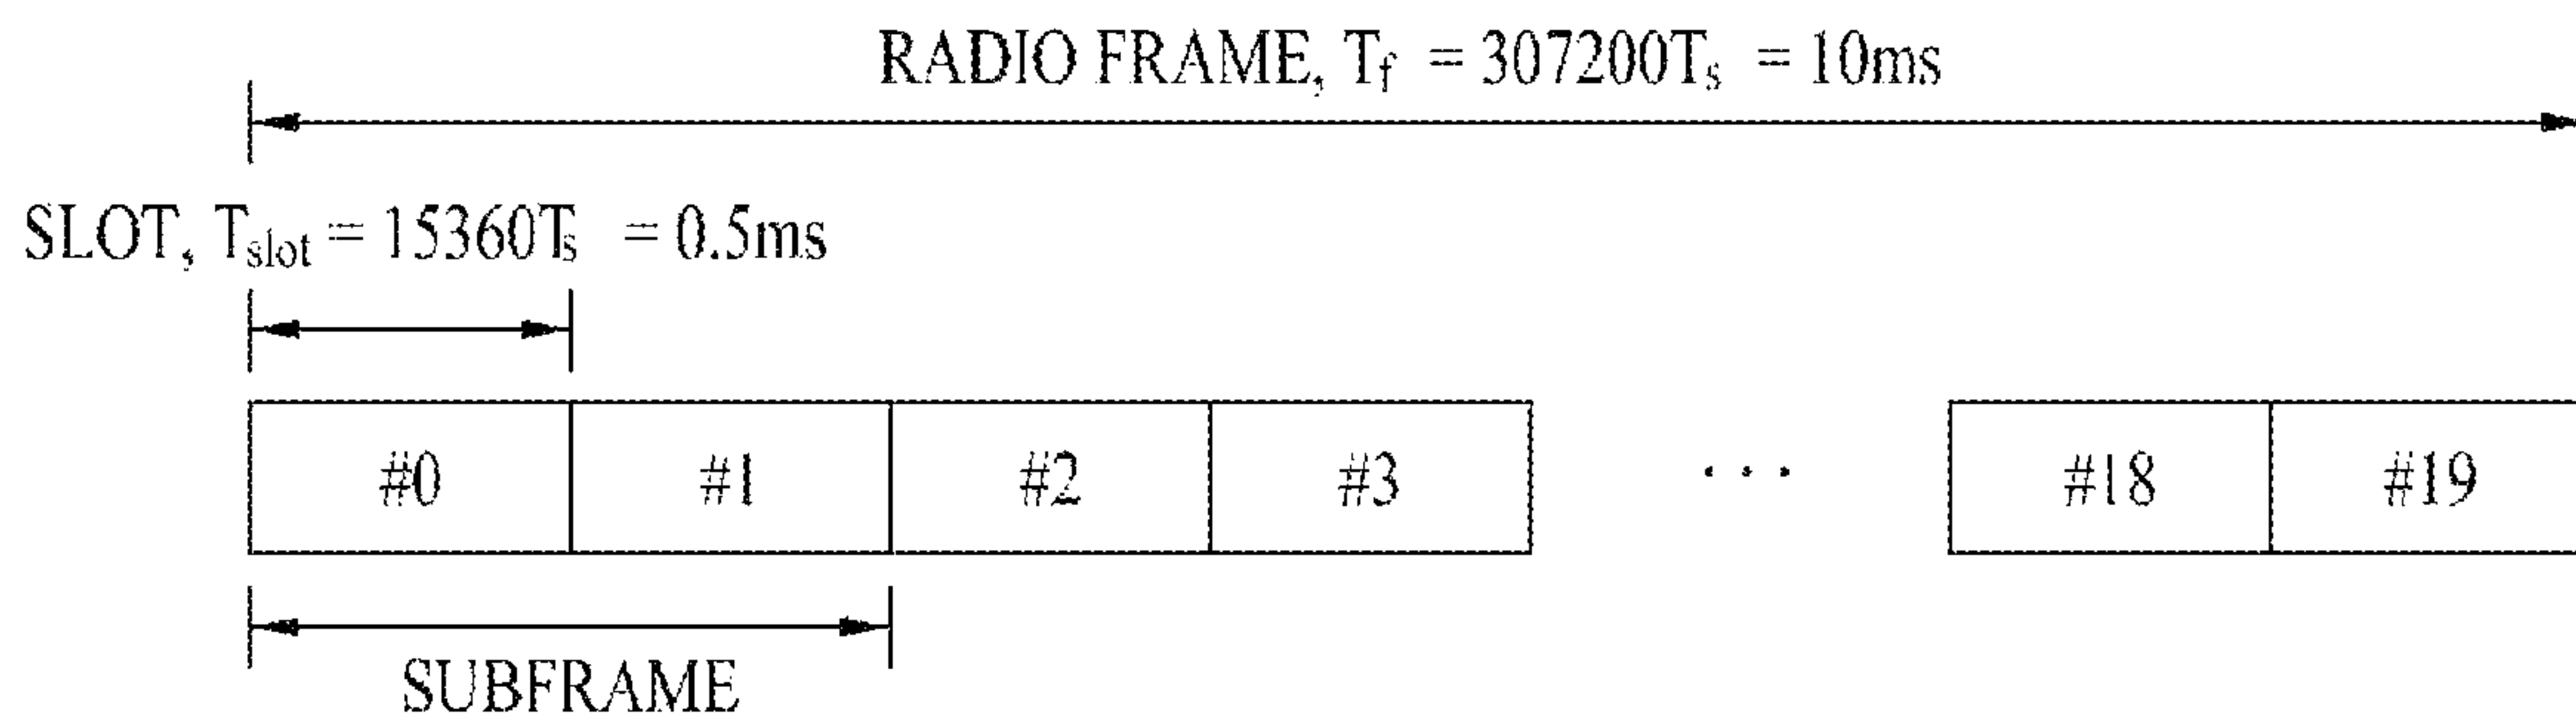 RADIO FRAME, Tf = 307200Ts = 10ms
SLOT, Tslot = 15360Ts = 0.5ms
#0 #1 #2 #3 ... #18 #19
SUBFRAME